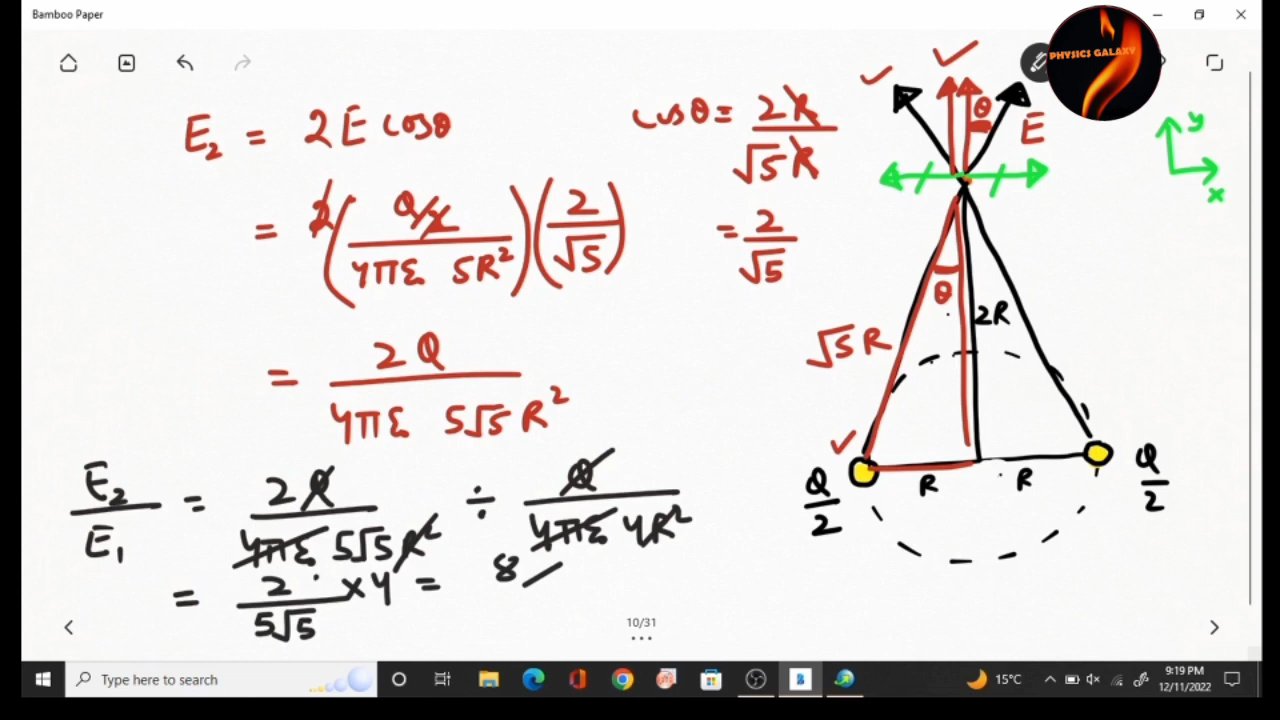 Bamboo Paper
PHYSICS GALAXY
E₂ = 2 E cosθ
= 2 ( Q/2 / 4πε 5R² ) ( 2 / √5 )
= 2Q / 4πε 5√5 R²
E₂ / E₁ = 2Q / 4πε 5√5 R² ÷ Q / 4πε 4R²
= 2 / 5√5 × 4 = 8
cosθ = 2R / √5 R
= 2 / √5
θ
E
y
x
θ
2R
√5 R
Q/2
R
R
Q/2
10/31
Type here to search
15°C
9:19 PM
12/11/2022